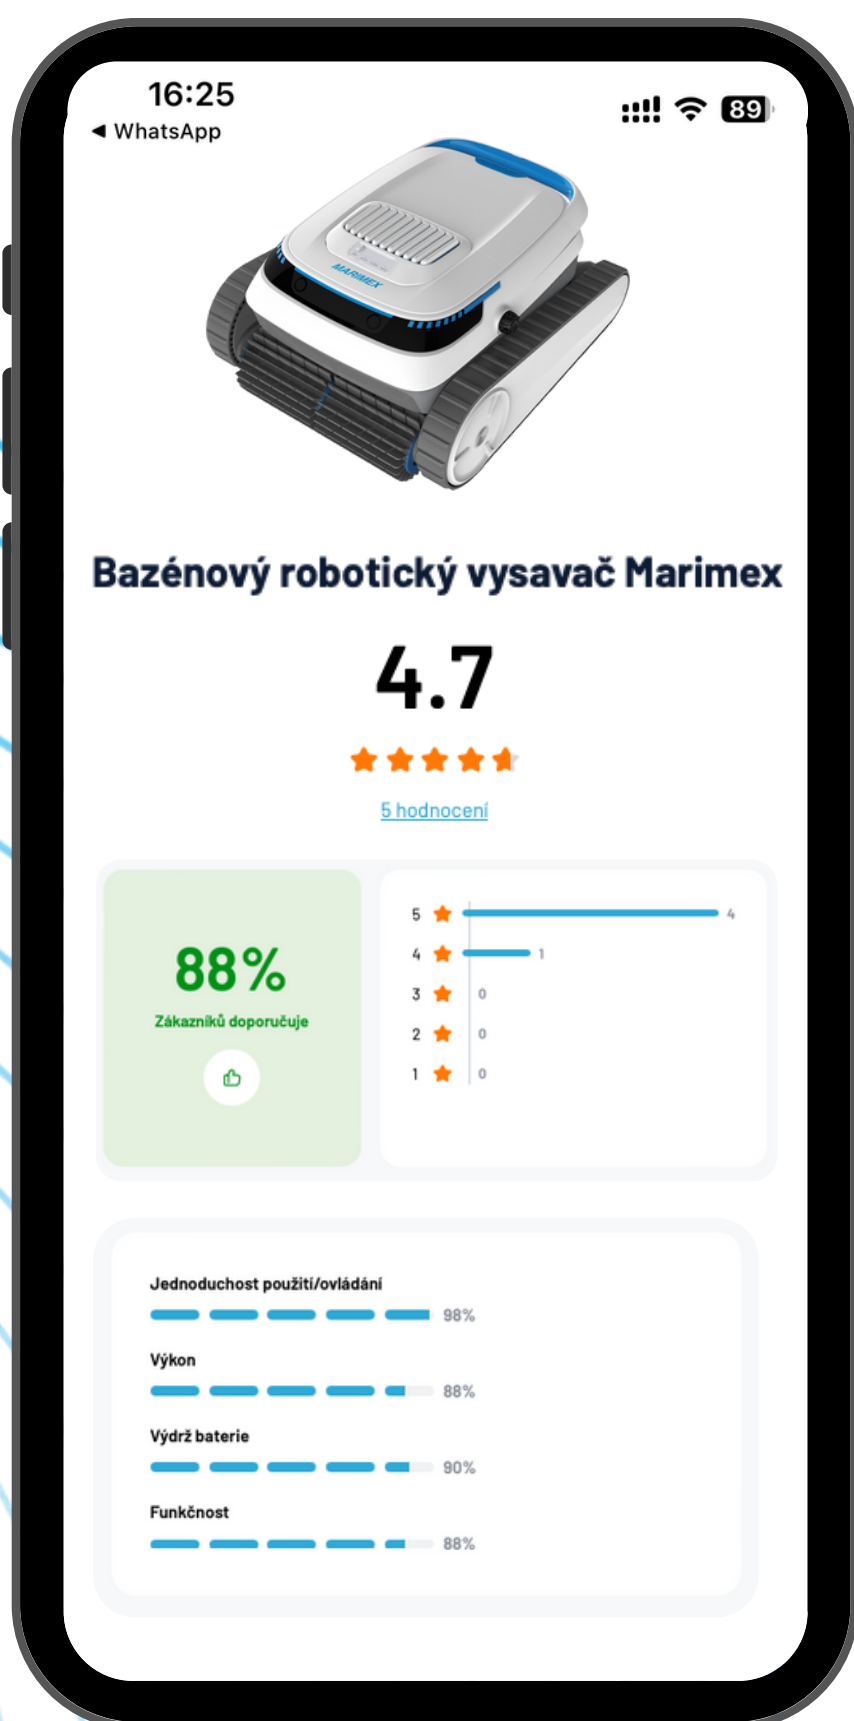 16:25
89
◀ WhatsApp
MARIMEX
Bazénový robotický vysavač Marimex
4.7
5 hodnocení
88%
Zákazníků doporučuje
5 4
4 1
3 0
2 0
1 0
Jednoduchost použití/ovládání
98%
Výkon
88%
Výdrž baterie
90%
Funkčnost
88%